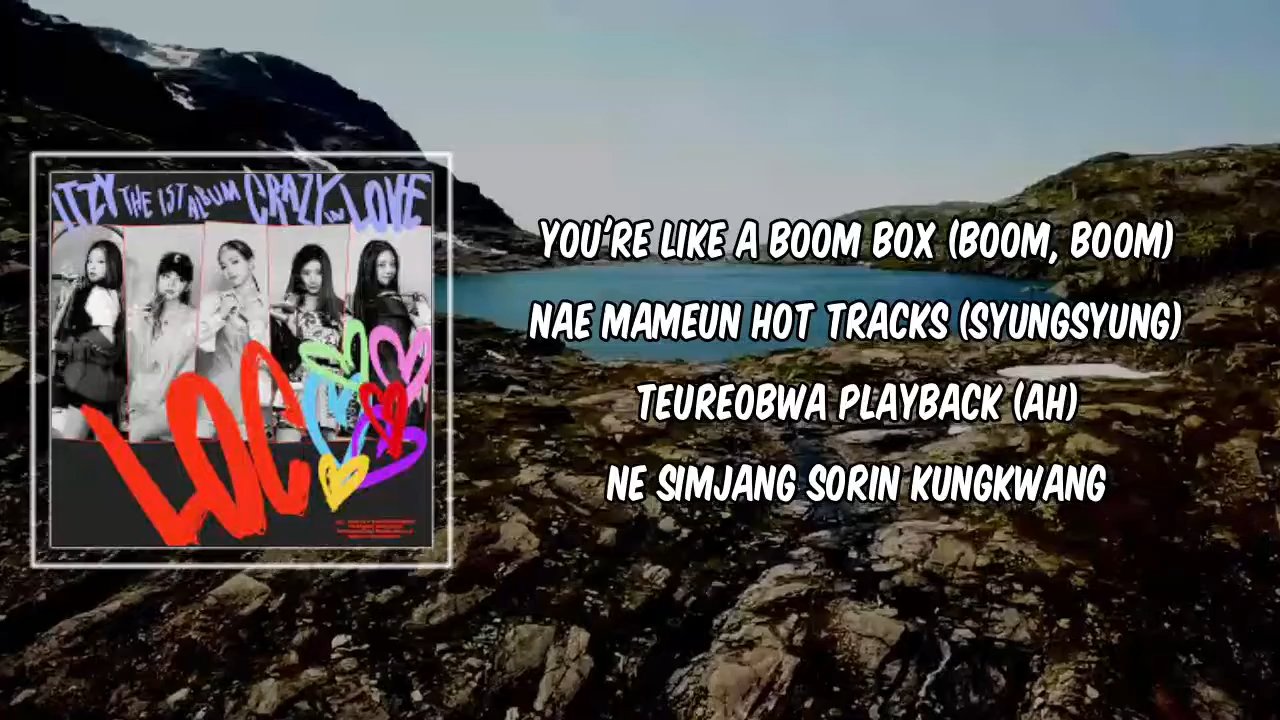 ITZY THE 1ST ALBUM CRAZY IN LOVE
LOCO
YOU'RE LIKE A BOOM BOX (BOOM, BOOM)
NAE MAMEUN HOT TRACKS (SYUNGSYUNG)
TEUREOBWA PLAYBACK (AH)
NE SIMJANG SORIN KUNGKWANG